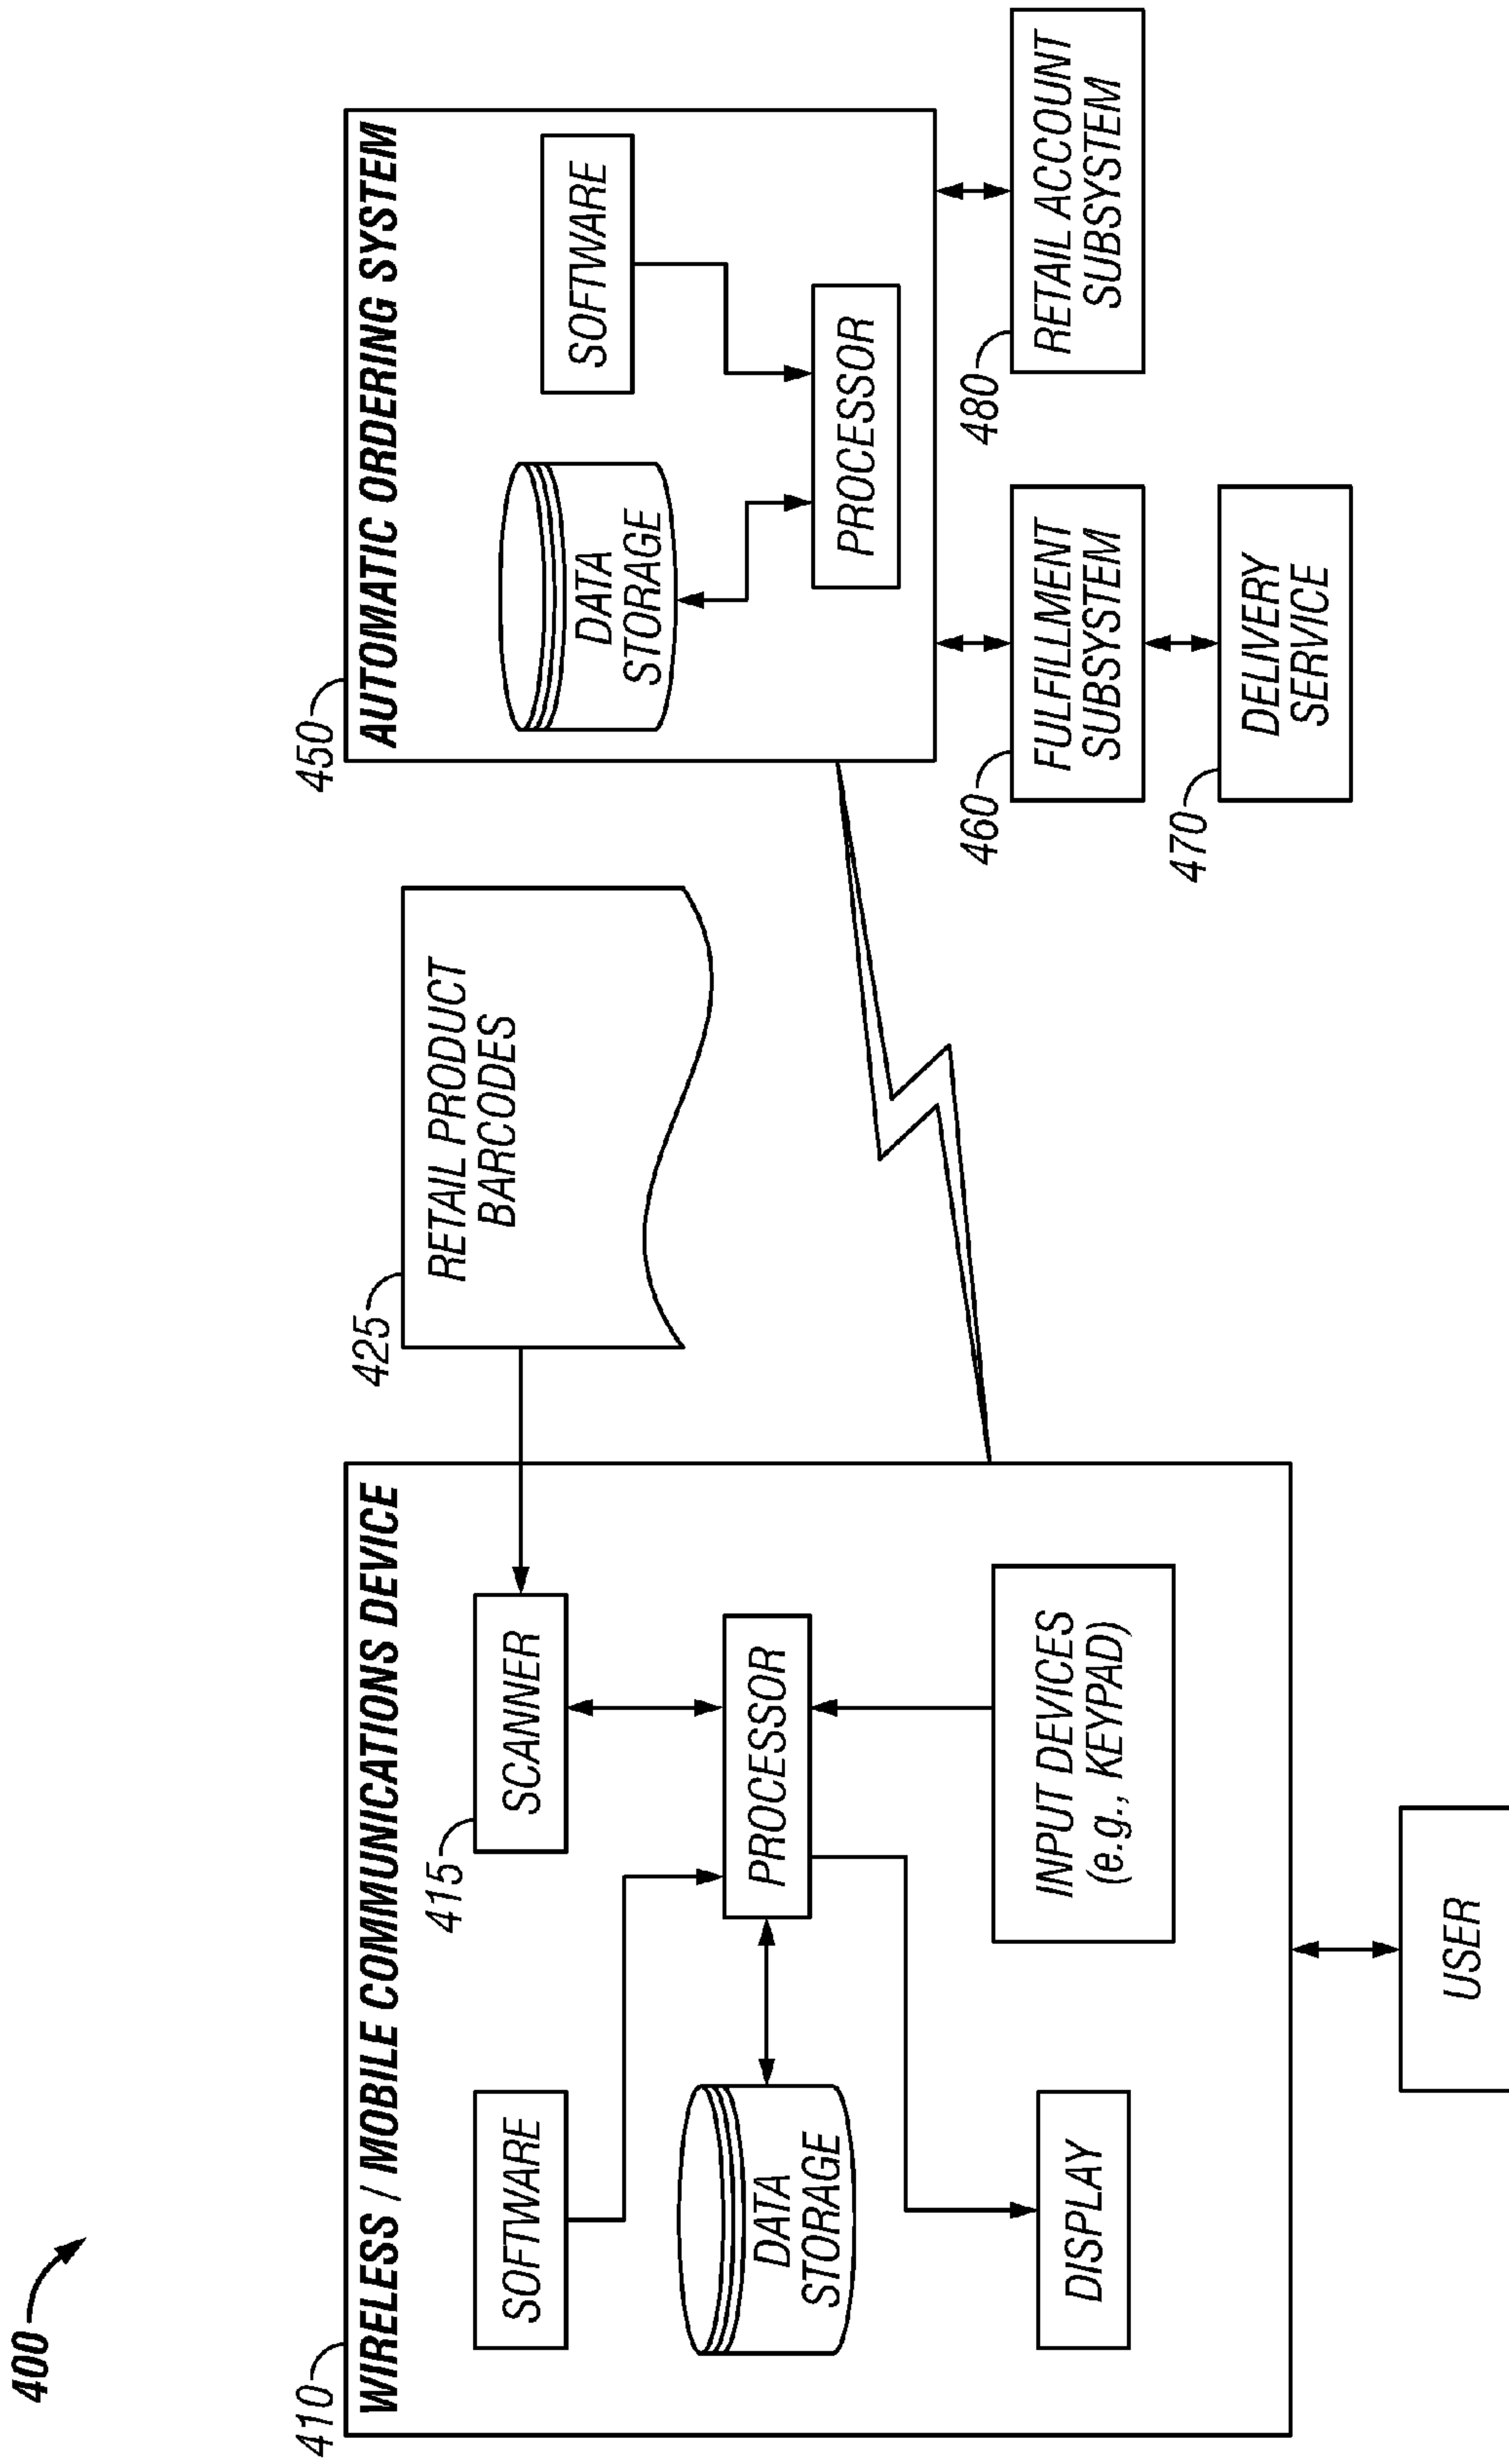 400
410
WIRELESS / MOBILE COMMUNICATIONS DEVICE
SOFTWARE
415
SCANNER
DATA
STORAGE
PROCESSOR
DISPLAY
INPUT DEVICES
(e.g., KEYPAD)
USER
425
RETAIL PRODUCT
BARCODES
450
AUTOMATIC ORDERING SYSTEM
DATA
STORAGE
SOFTWARE
PROCESSOR
460
FULFILLMENT
SUBSYSTEM
480
RETAIL ACCOUNT
SUBSYSTEM
470
DELIVERY
SERVICE